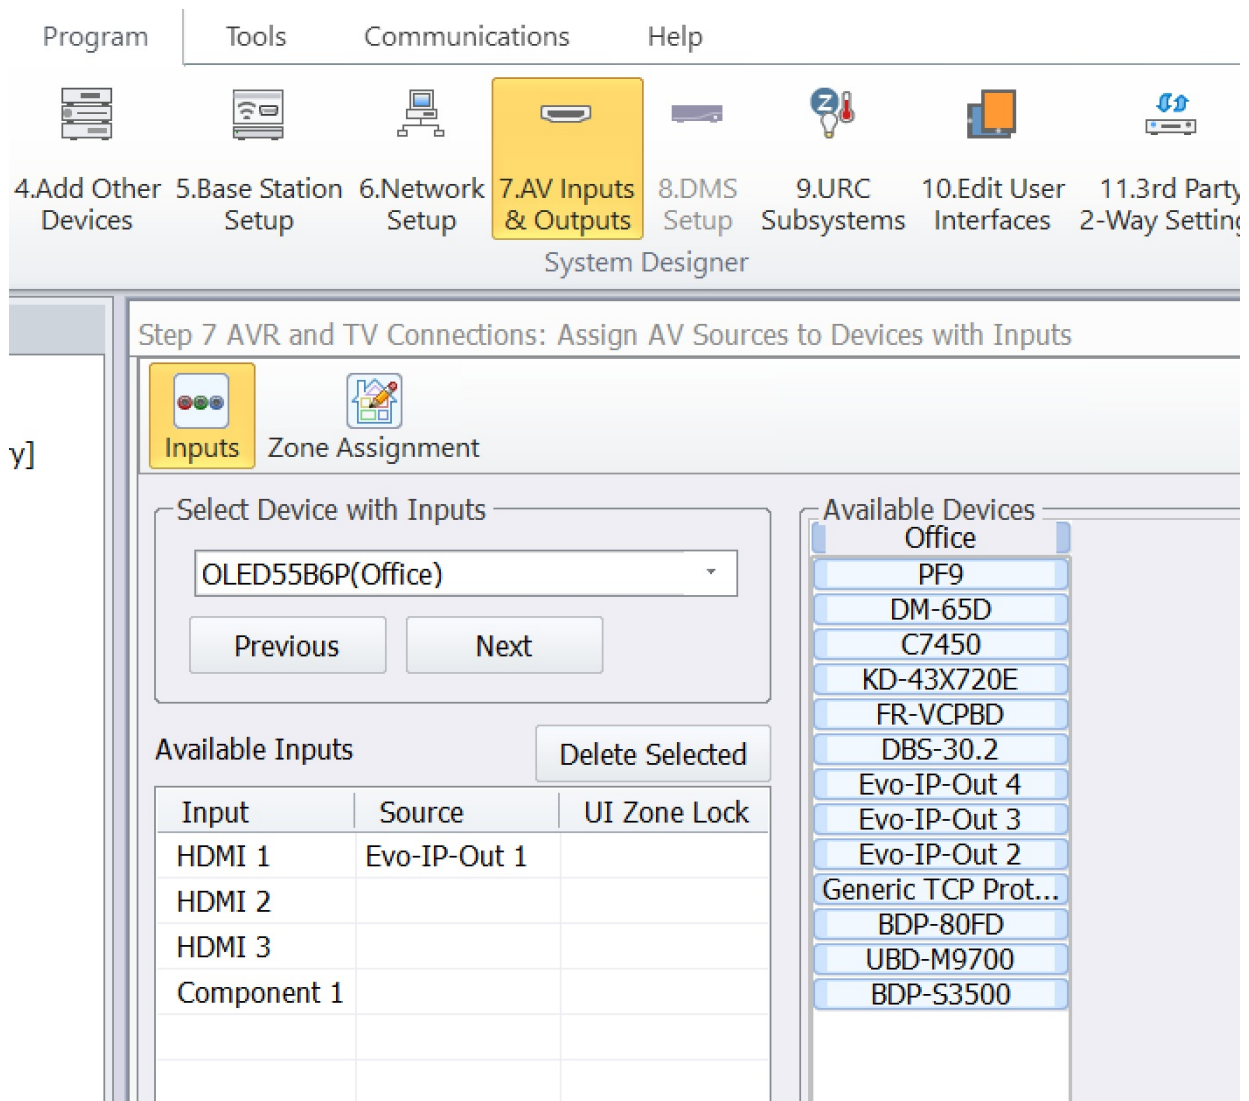 Program Tools Communications Help
4.Add Other 5.Base Station 6.Network 7.AV Inputs 8.DMS 9.URC 10.Edit User 11.3rd Party
Devices Setup Setup & Outputs Setup Subsystems Interfaces 2-Way Setting
System Designer
Step 7 AVR and TV Connections: Assign AV Sources to Devices with Inputs
Inputs Zone Assignment
y]
Select Device with Inputs
OLED55B6P(Office)
Previous Next
Available Inputs Delete Selected
Input Source UI Zone Lock
HDMI 1 Evo-IP-Out 1
HDMI 2
HDMI 3
Component 1
Available Devices
Office
PF9
DM-65D
C7450
KD-43X720E
FR-VCPBD
DBS-30.2
Evo-IP-Out 4
Evo-IP-Out 3
Evo-IP-Out 2
Generic TCP Prot...
BDP-80FD
UBD-M9700
BDP-S3500